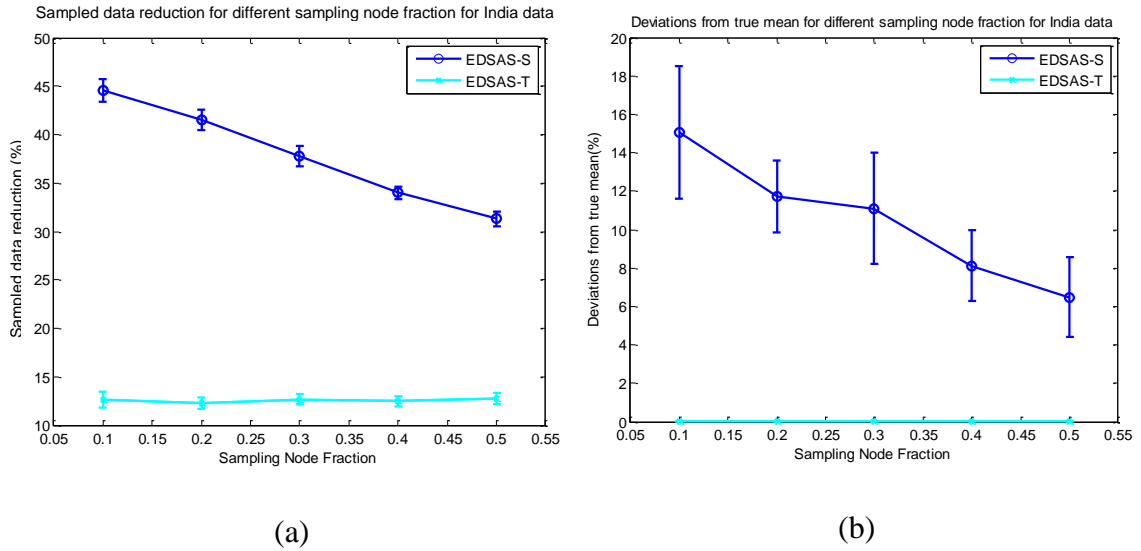 Sampled data reduction for different sampling node fraction for India data
50
45
40
35
30
25
20
15
10
0.05 0.1 0.15 0.2 0.25 0.3 0.35 0.4 0.45 0.5 0.55
Sampled data reduction (%)
Sampling Node Fraction
EDSAS-S
EDSAS-T
(a)
Deviations from true mean for different sampling node fraction for India data
20
18
16
14
12
10
8
6
4
2
0
0.05 0.1 0.15 0.2 0.25 0.3 0.35 0.4 0.45 0.5 0.55
Deviations from true mean(%)
Sampling Node Fraction
EDSAS-S
EDSAS-T
(b)